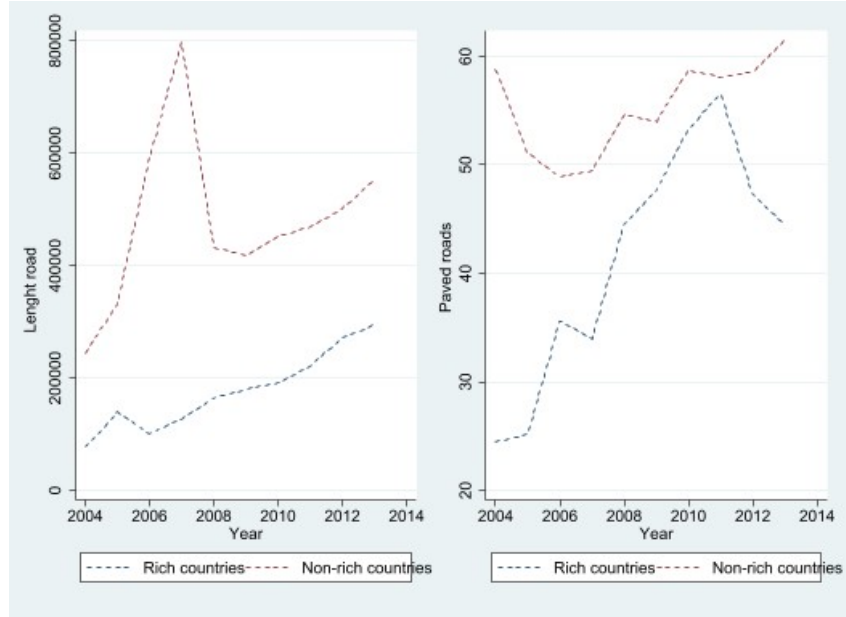 Lenght road
0
200000
400000
600000
800000
2004 2006 2008 2010 2012 2014
Year
Rich countries Non-rich countries
Paved roads
20
30
40
50
60
2004 2006 2008 2010 2012 2014
Year
Rich countries Non-rich countries